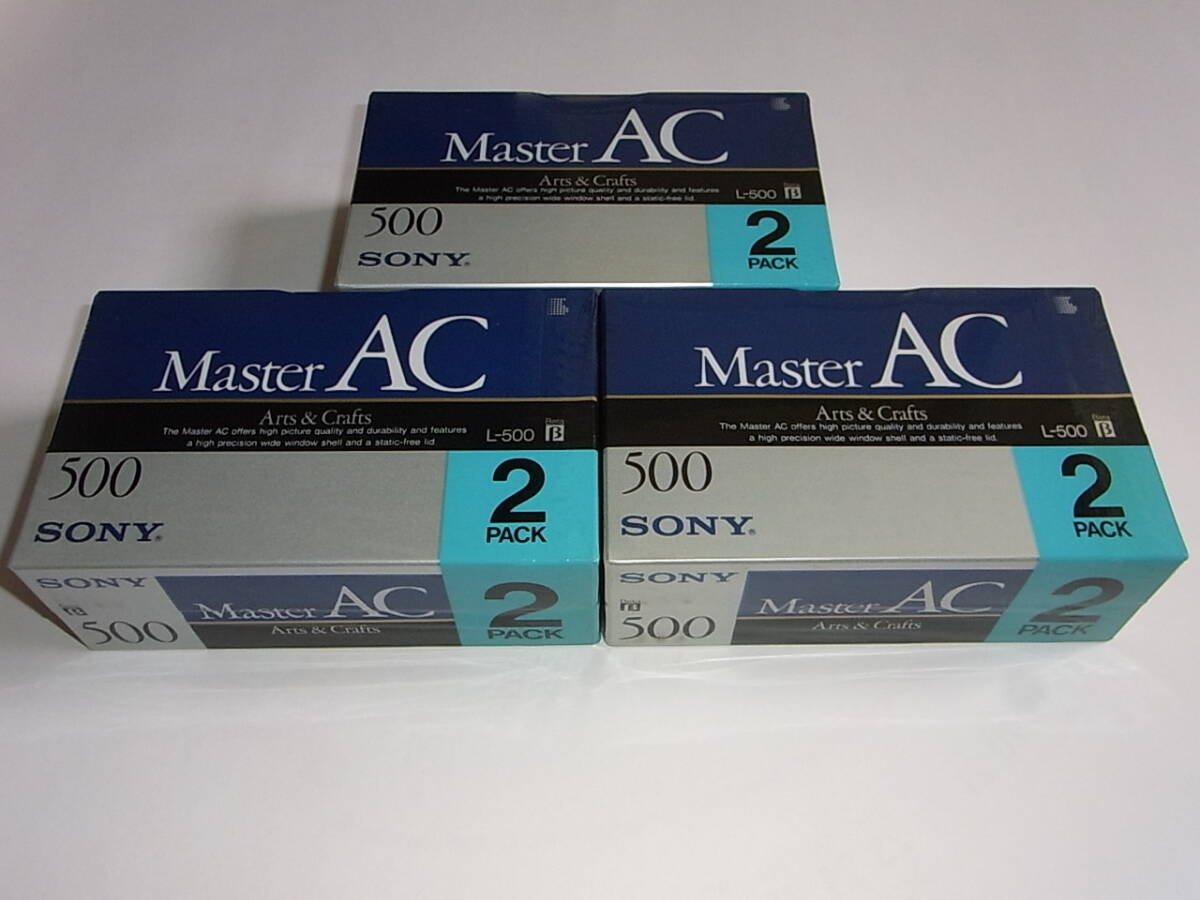 Master AC
Arts & Crafts
The Master AC offers high picture quality and durability and features
a high precision wide window shell and a static-free lid.
L-500 Beta B
500
SONY®
2
PACK
Master AC
Arts & Crafts
The Master AC offers high picture quality and durability and features
a high precision wide window shell and a static-free lid.
L-500 Beta B
500
SONY®
2
PACK
SONY
500
Master AC
Arts & Crafts
2
PACK
Master AC
Arts & Crafts
The Master AC offers high picture quality and durability and features
a high precision wide window shell and a static-free lid.
L-500 Beta B
500
SONY®
2
PACK
SONY
Beta B
500
Master AC
Arts & Crafts
2
PACK